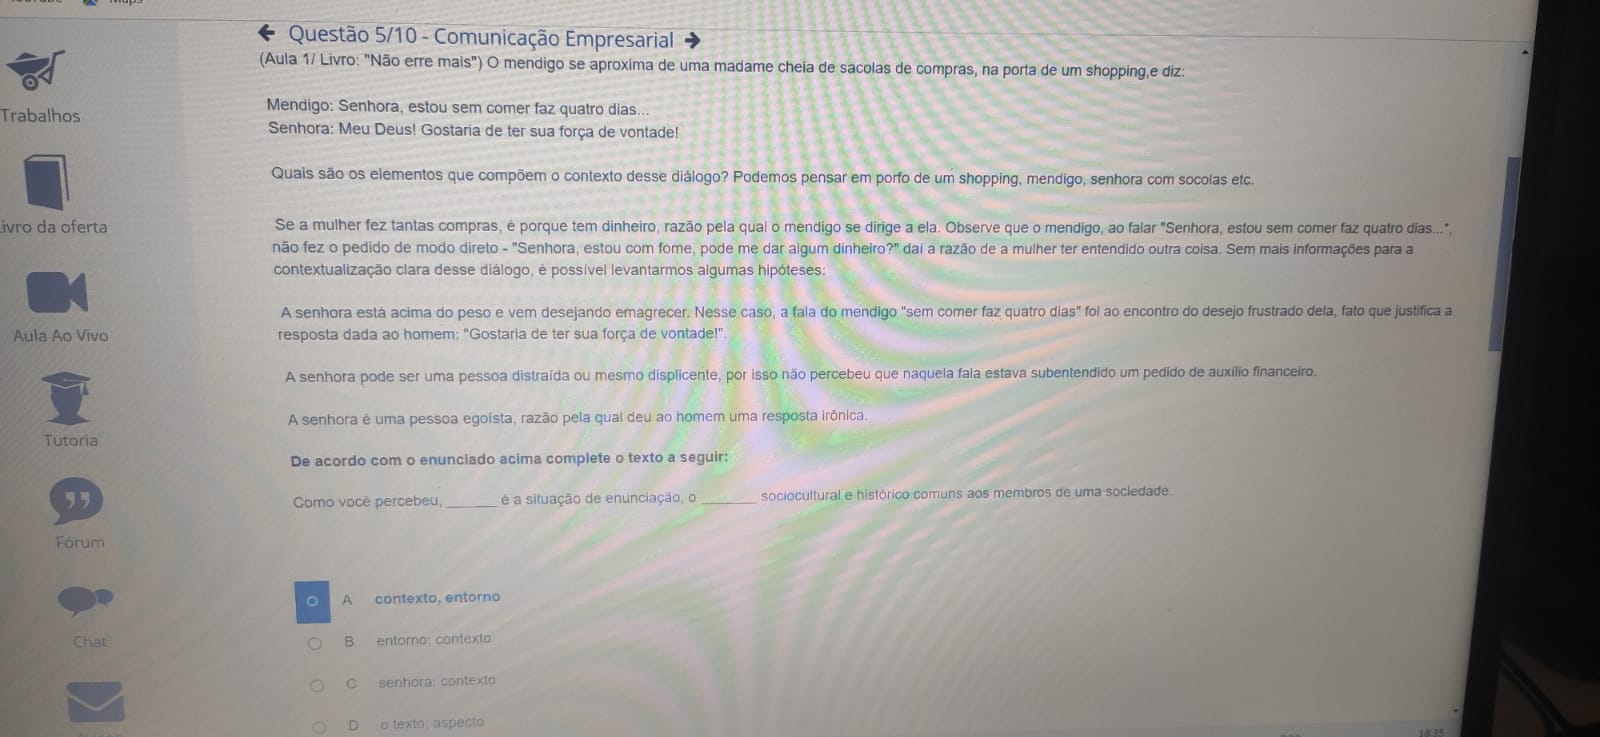 Maps
← Questão 5/10 - Comunicação Empresarial →
(Aula 1/ Livro: "Não erre mais") O mendigo se aproxima de uma madame cheia de sacolas de compras, na porta de um shopping,e diz:
Mendigo: Senhora, estou sem comer faz quatro dias...
Senhora: Meu Deus! Gostaria de ter sua força de vontade!
Quais são os elementos que compõem o contexto desse diálogo? Podemos pensar em porfo de um shopping, mendigo, senhora com socolas etc.
Se a mulher fez tantas compras, é porque tem dinheiro, razão pela qual o mendigo se dirige a ela. Observe que o mendigo, ao falar "Senhora, estou sem comer faz quatro dias...",
não fez o pedido de modo direto - "Senhora, estou com fome, pode me dar algum dinheiro?" daí a razão de a mulher ter entendido outra coisa. Sem mais informações para a
contextualização clara desse diálogo, é possível levantarmos algumas hipóteses:
A senhora está acima do peso e vem desejando emagrecer. Nesse caso, a fala do mendigo "sem comer faz quatro dias" foi ao encontro do desejo frustrado dela, fato que justifica a
resposta dada ao homem: "Gostaria de ter sua força de vontade!".
A senhora pode ser uma pessoa distraída ou mesmo displicente, por isso não percebeu que naquela fala estava subentendido um pedido de auxílio financeiro.
A senhora é uma pessoa egoísta, razão pela qual deu ao homem uma resposta irônica.
De acordo com o enunciado acima complete o texto a seguir:
Como você percebeu, ______ é a situação de enunciação, o ______ sociocultural e histórico comuns aos membros de uma sociedade.
A contexto, entorno
B entorno; contexto
C senhora; contexto
D o texto; aspecto
Trabalhos
Livro da oferta
Aula Ao Vivo
Tutoria
Fórum
Chat
18:35